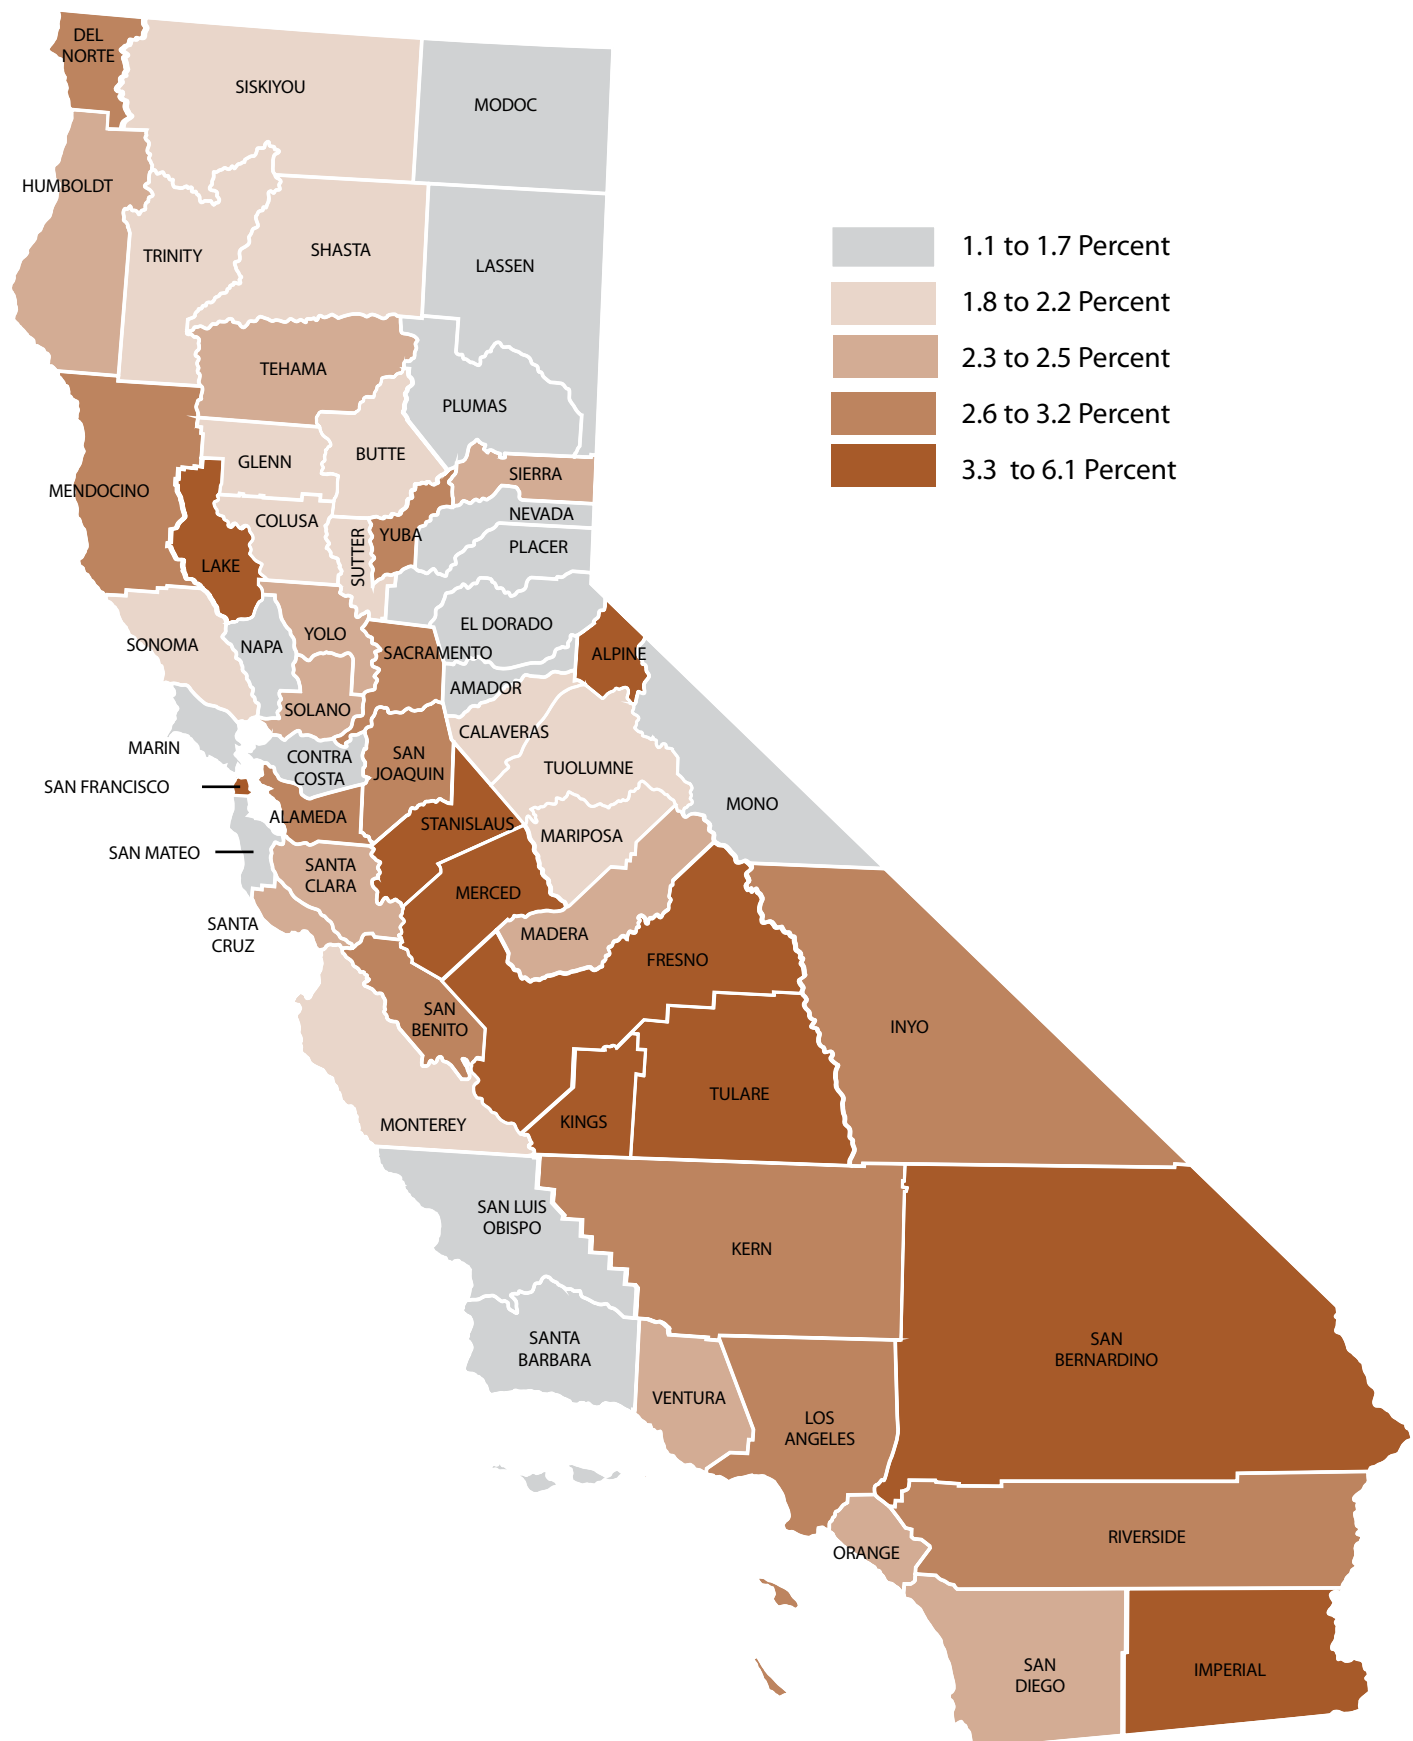 DEL
NORTE
SISKIYOU
MODOC
HUMBOLDT
TRINITY
SHASTA
LASSEN
1.1 to 1.7 Percent
1.8 to 2.2 Percent
2.3 to 2.5 Percent
2.6 to 3.2 Percent
3.3 to 6.1 Percent
TEHAMA
PLUMAS
BUTTE
GLENN
SIERRA
MENDOCINO
COLUSA
NEVADA
YUBA
SUTTER
PLACER
LAKE
EL DORADO
YOLO
SONOMA
NAPA
SACRAMENTO
ALPINE
AMADOR
SOLANO
CALAVERAS
MARIN
CONTRA
COSTA
SAN
JOAQUIN
TUOLUMNE
SAN FRANCISCO
MONO
ALAMEDA
STANISLAUS
MARIPOSA
SAN MATEO
SANTA
CLARA
MERCED
SANTA
CRUZ
MADERA
FRESNO
SAN
BENITO
INYO
TULARE
KINGS
MONTEREY
SAN LUIS
OBISPO
KERN
SANTA
BARBARA
SAN
BERNARDINO
VENTURA
LOS
ANGELES
RIVERSIDE
ORANGE
SAN
DIEGO
IMPERIAL